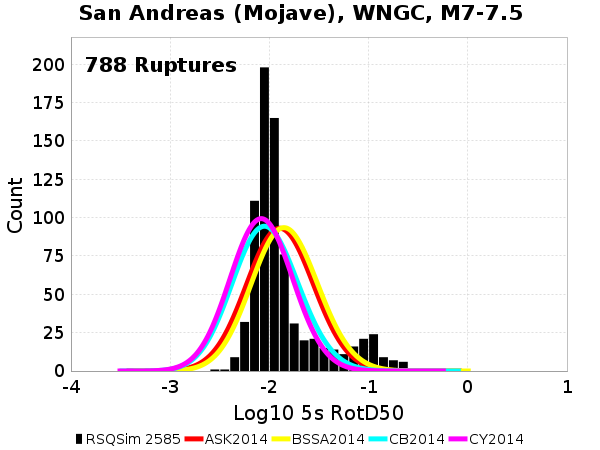 San Andreas (Mojave), WNGC, M7-7.5
788 Ruptures
200
175
150
125
100
75
50
25
0
Count
-4 -3 -2 -1 0 1
Log10 5s RotD50
RSQSim 2585 ASK2014 BSSA2014 CB2014 CY2014